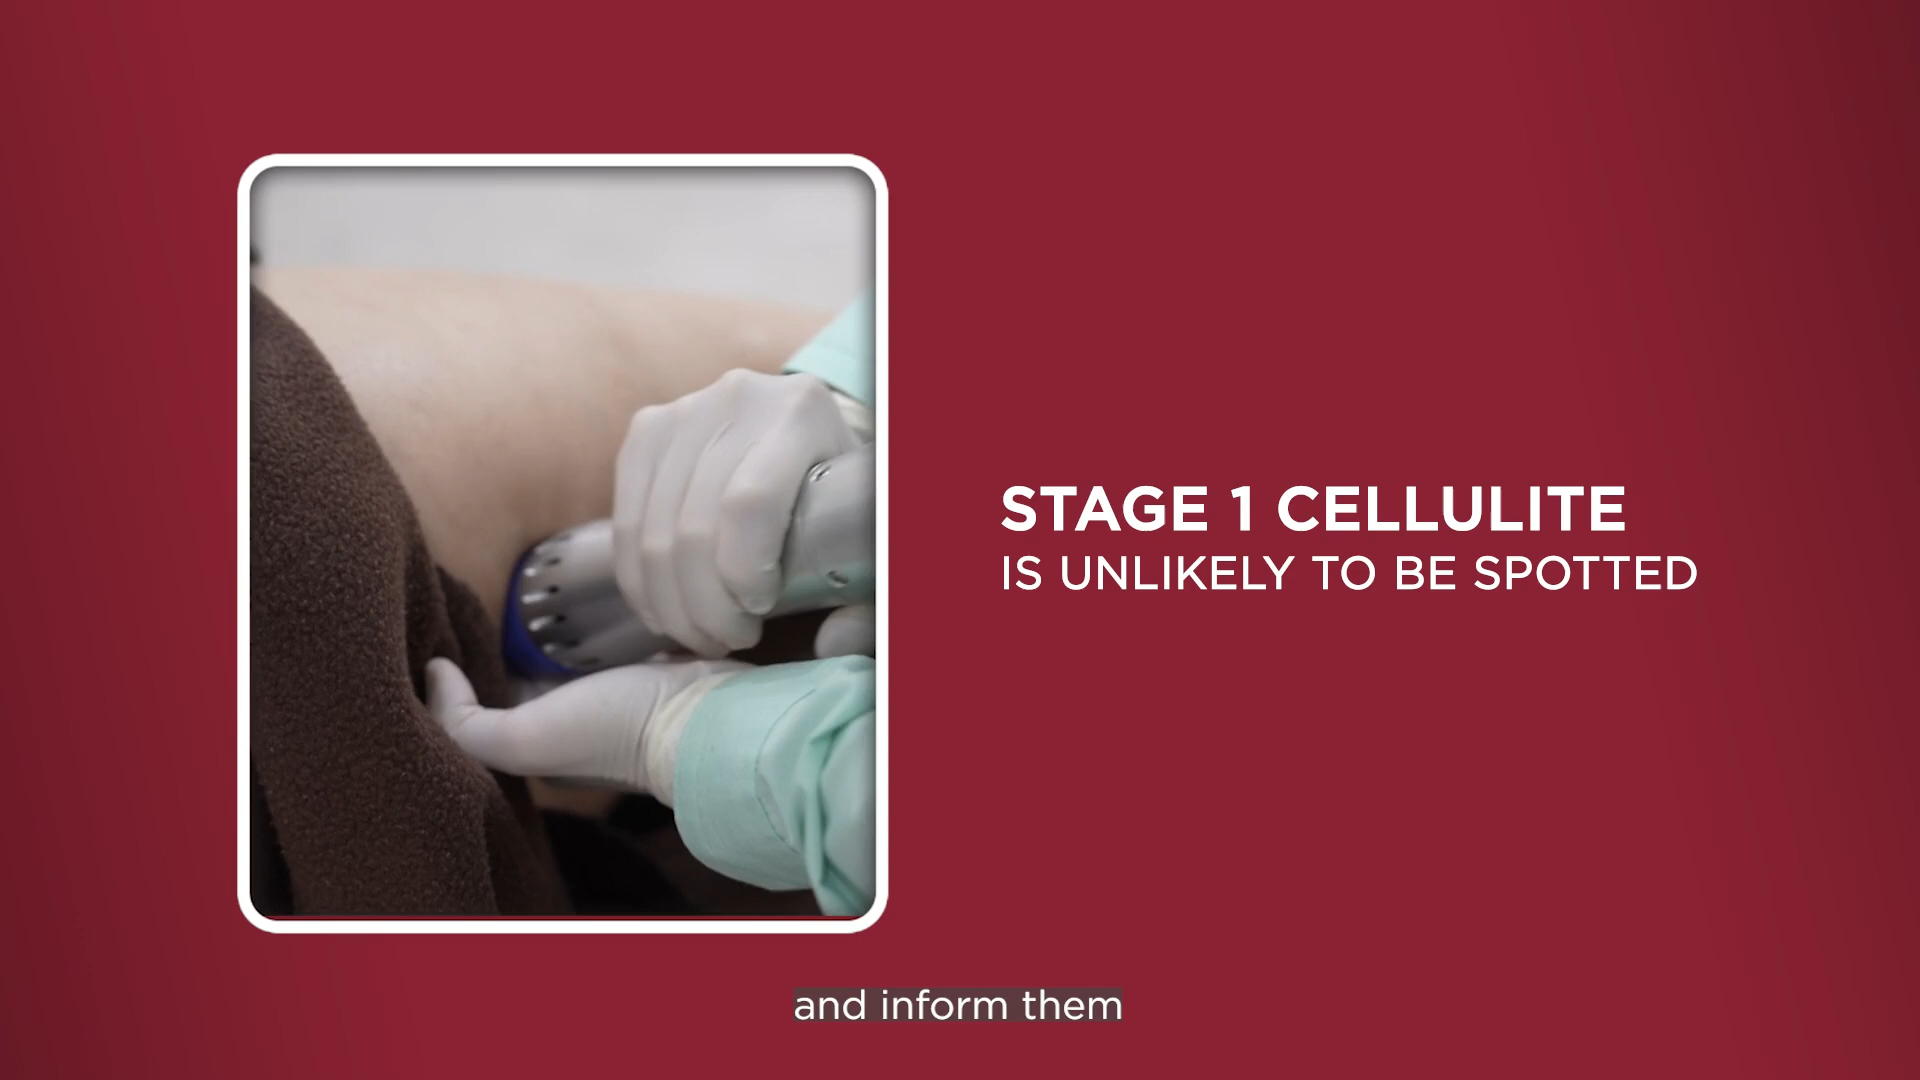 STAGE 1 CELLULITE
IS UNLIKELY TO BE SPOTTED
and inform them